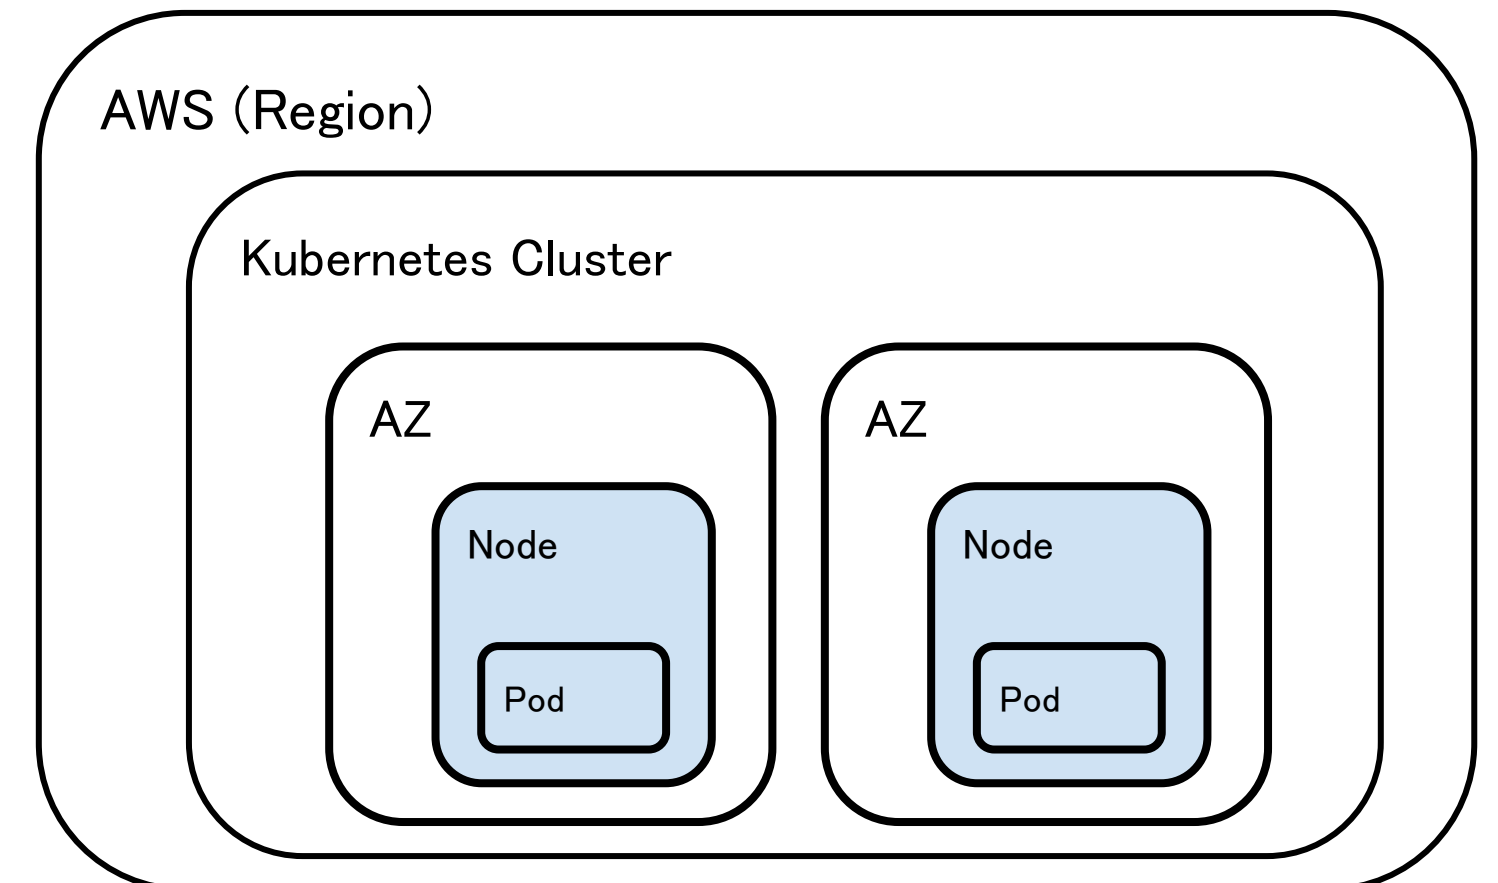 AWS (Region)
Kubernetes Cluster
AZ
AZ
Node
Node
Pod
Pod